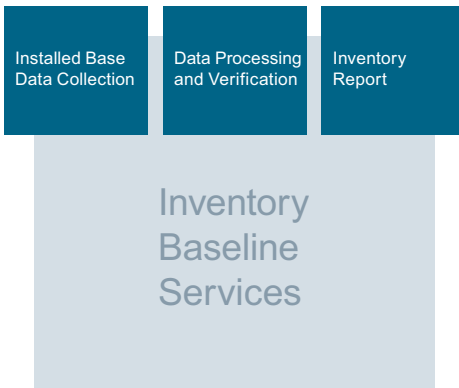 Installed Base
Data Collection
Data Processing
and Verification
Inventory
Report
Inventory
Baseline
Services